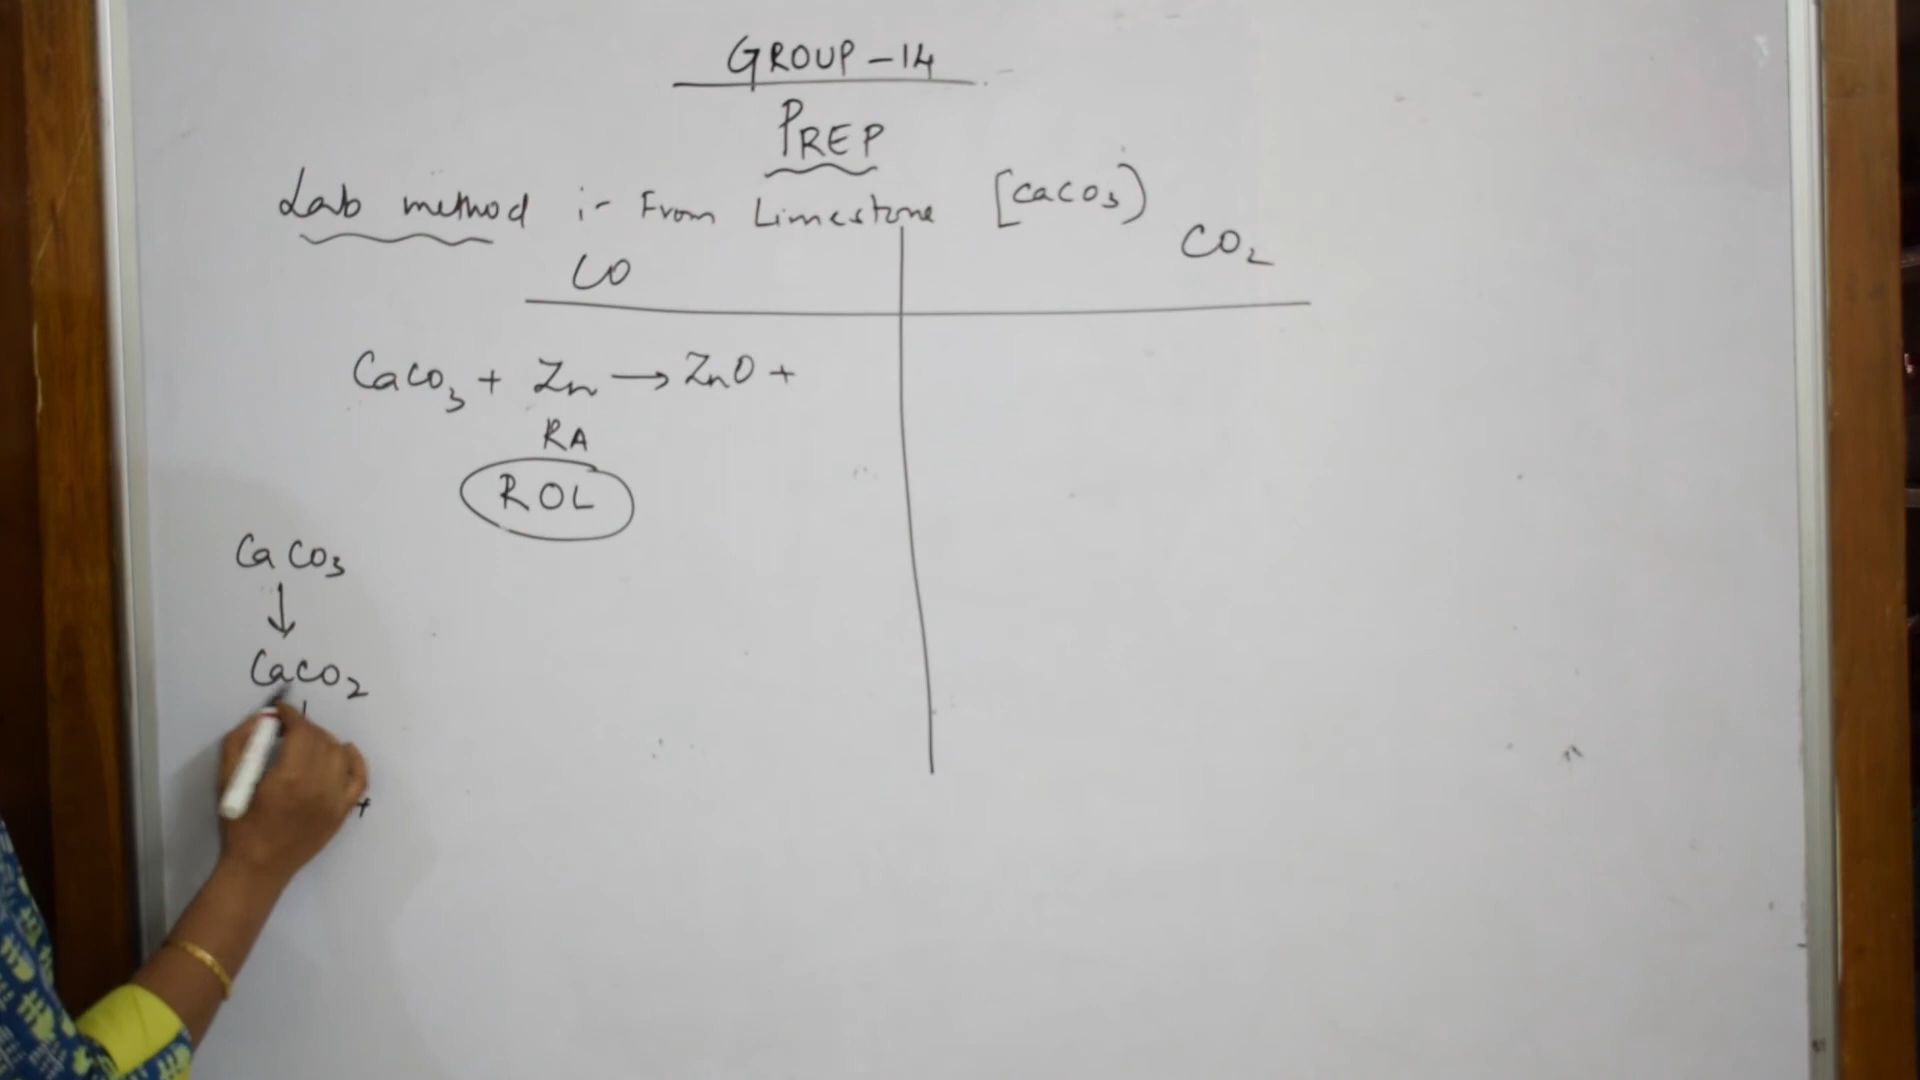 GROUP-14
PREP
Lab method :- From Limestone [CaCO3)
CO CO2
CaCO3 + Zn → ZnO +
RA
ROL
CaCO3
↓
CaCO2
+